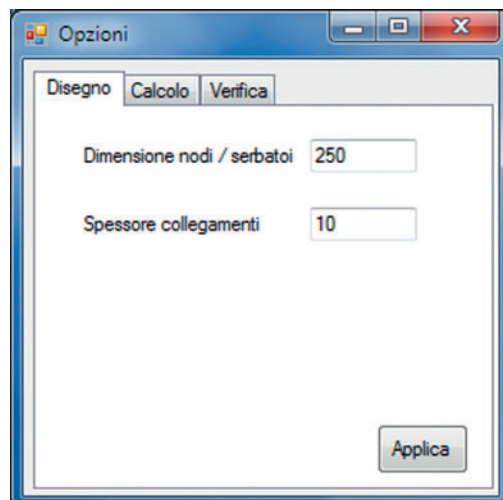 Opzioni
Disegno Calcolo Verifica
Dimensione nodi / serbatoi 250
Spessore collegamenti 10
Applica